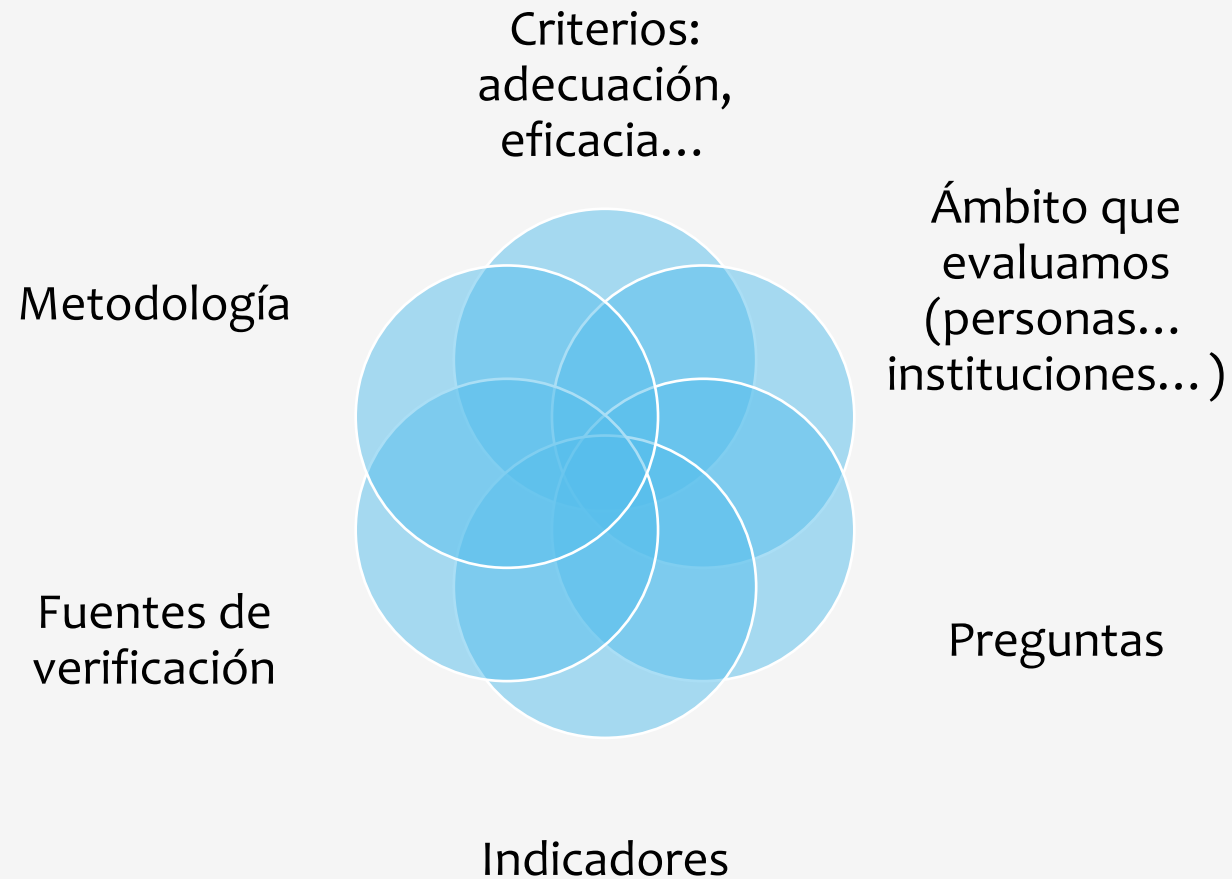 Criterios:
adecuación,
eficacia…
Ámbito que
evaluamos
(personas…
instituciones… )
Metodología
Fuentes de
verificación
Preguntas
Indicadores